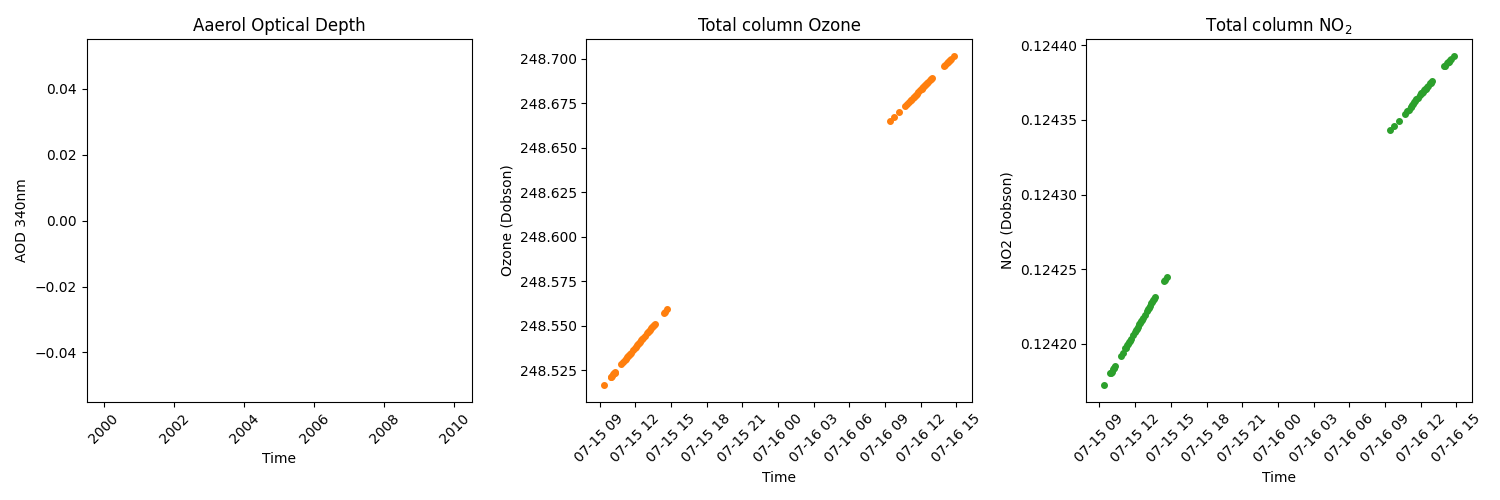 Aaerol Optical Depth
AOD 340nm
0.04
0.02
0.00
−0.02
−0.04
2000 2002 2004 2006 2008 2010
Time
Total column Ozone
Ozone (Dobson)
248.700
248.675
248.650
248.625
248.600
248.575
248.550
248.525
07-15 09 07-15 12 07-15 15 07-15 18 07-15 21 07-16 00 07-16 03 07-16 06 07-16 09 07-16 12 07-16 15
Time
Total column NO₂
NO2 (Dobson)
0.12440
0.12435
0.12430
0.12425
0.12420
07-15 09 07-15 12 07-15 15 07-15 18 07-15 21 07-16 00 07-16 03 07-16 06 07-16 09 07-16 12 07-16 15
Time